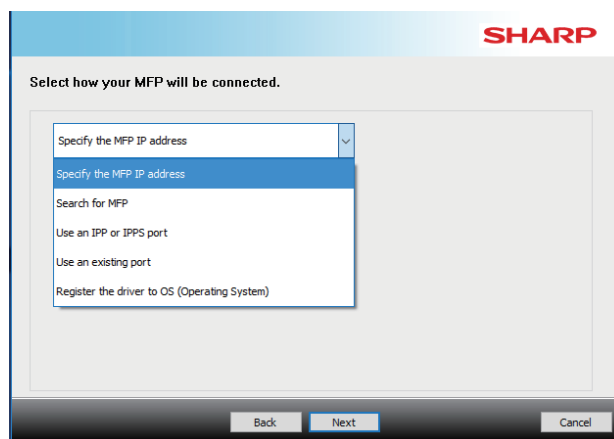 SHARP
Select how your MFP will be connected.
Specify the MFP IP address
Specify the MFP IP address
Search for MFP
Use an IPP or IPPS port
Use an existing port
Register the driver to OS (Operating System)
Back Next Cancel